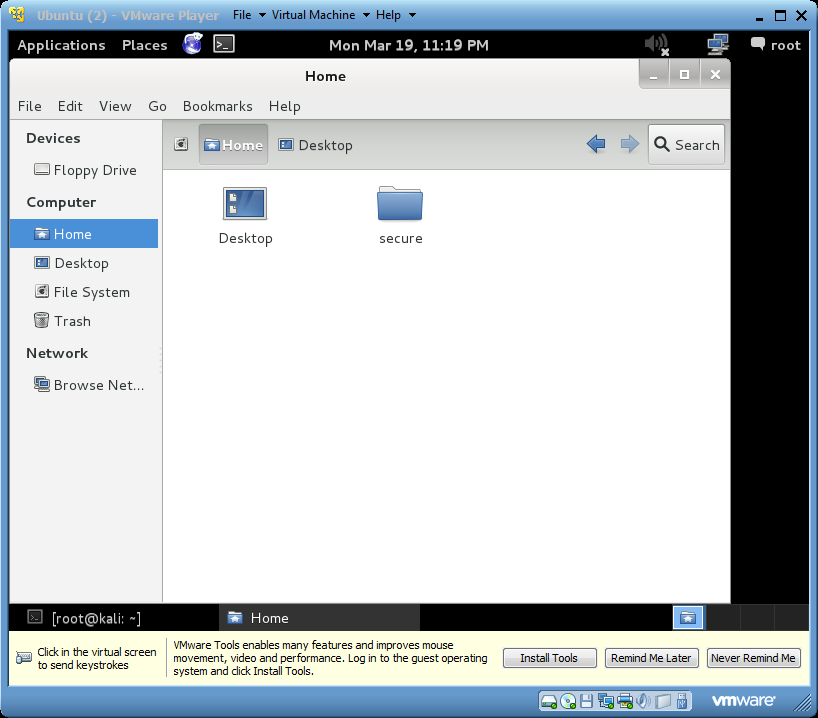 Ubuntu (2) - VMware Player File Virtual Machine Help
Applications Places Mon Mar 19, 11:19 PM root
Home
File Edit View Go Bookmarks Help
Devices
Floppy Drive
Computer
Home
Desktop
File System
Trash
Network
Browse Net...
Home Desktop Search
Desktop secure
[root@kali: ~] Home
Click in the virtual screen
to send keystrokes
VMware Tools enables many features and improves mouse
movement, video and performance. Log in to the guest operating
system and click Install Tools.
Install Tools Remind Me Later Never Remind Me
vmware